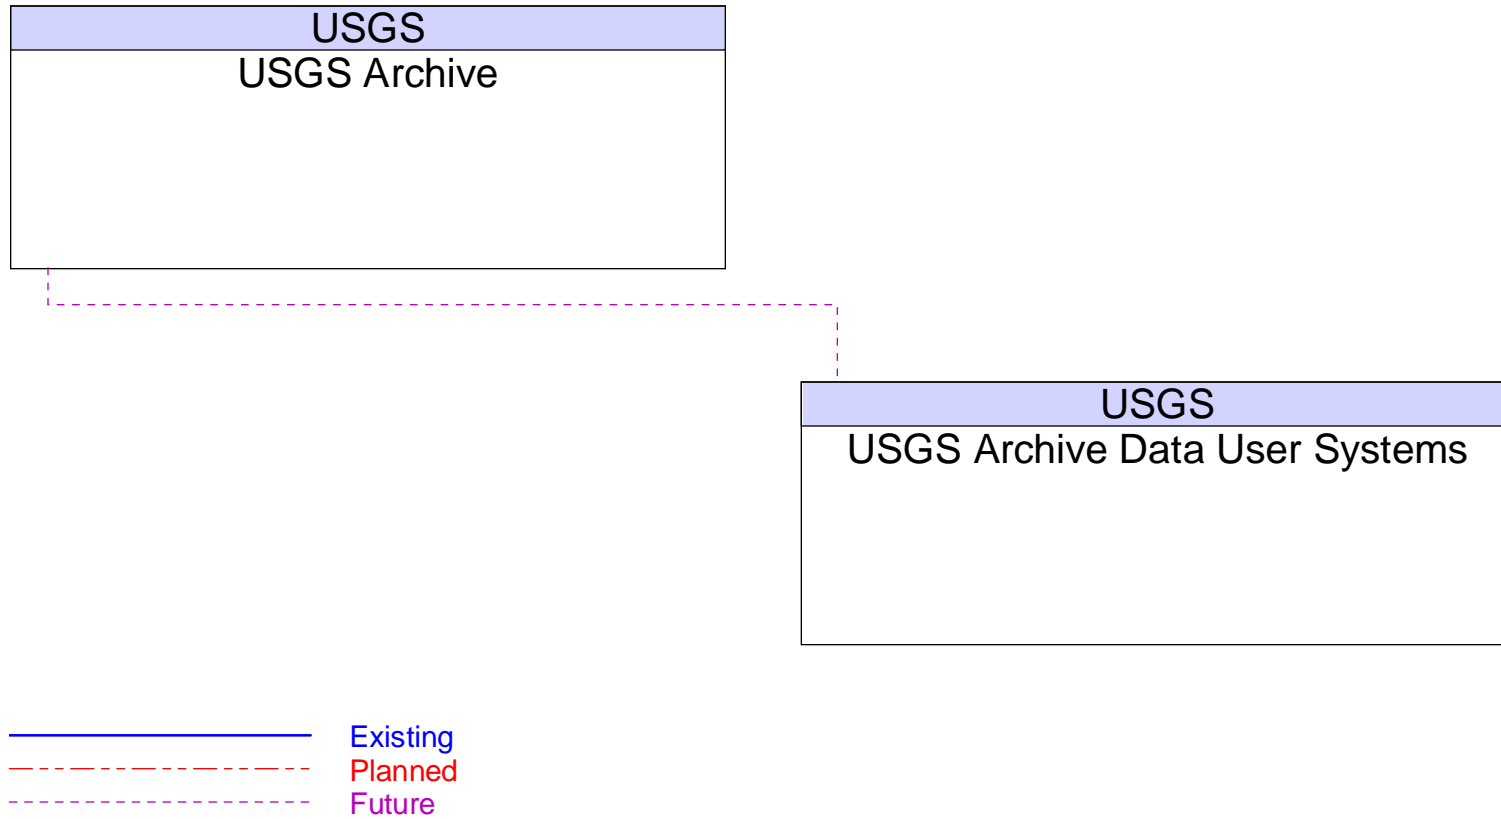 USGS
USGS Archive
USGS
USGS Archive Data User Systems
Existing
Planned
Future